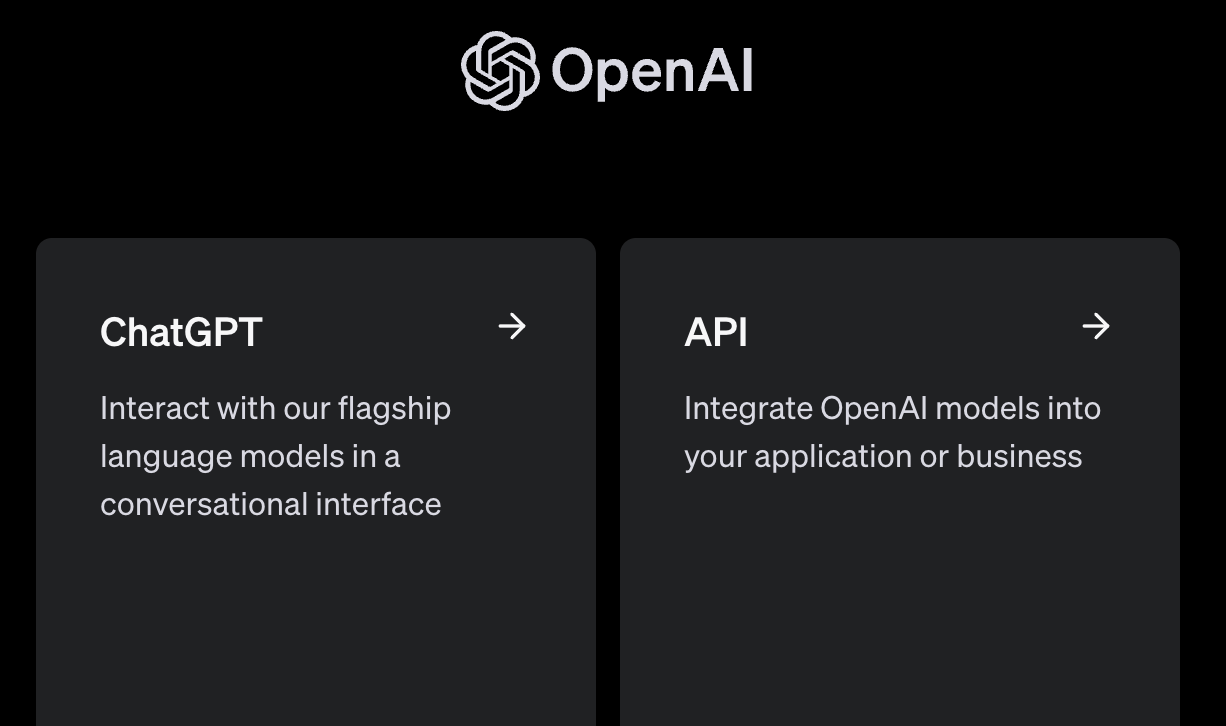 OpenAI
ChatGPT
Interact with our flagship
language models in a
conversational interface
API
Integrate OpenAI models into
your application or business